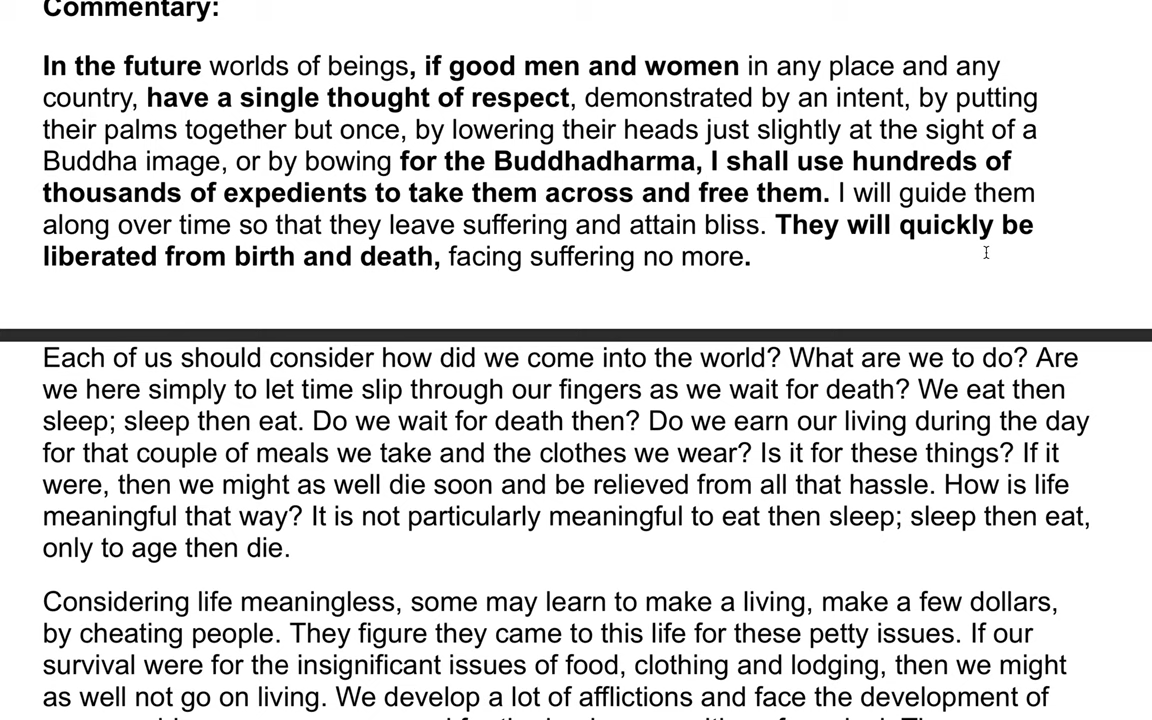 Commentary:
In the future worlds of beings, if good men and women in any place and any
country, have a single thought of respect, demonstrated by an intent, by putting
their palms together but once, by lowering their heads just slightly at the sight of a
Buddha image, or by bowing for the Buddhadharma, I shall use hundreds of
thousands of expedients to take them across and free them. I will guide them
along over time so that they leave suffering and attain bliss. They will quickly be
liberated from birth and death, facing suffering no more.
Each of us should consider how did we come into the world? What are we to do? Are
we here simply to let time slip through our fingers as we wait for death? We eat then
sleep; sleep then eat. Do we wait for death then? Do we earn our living during the day
for that couple of meals we take and the clothes we wear? Is it for these things? If it
were, then we might as well die soon and be relieved from all that hassle. How is life
meaningful that way? It is not particularly meaningful to eat then sleep; sleep then eat,
only to age then die.
Considering life meaningless, some may learn to make a living, make a few dollars,
by cheating people. They figure they came to this life for these petty issues. If our
survival were for the insignificant issues of food, clothing and lodging, then we might
as well not go on living. We develop a lot of afflictions and face the development of